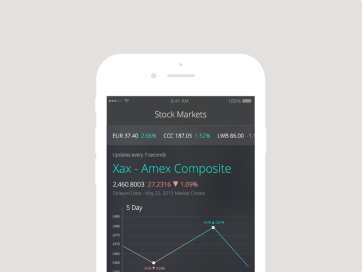 9:41 AM 100%
Stock Markets
EUR 37.40 2.66% CCC 187.05 1.52% LWB 86.00 -1.1
Updates every 7 seconds
Xax - Amex Composite
2,460.8003 27.2316 ▼ 1.09%
Delayed Data - May 22, 2015 Market Closed
5 Day